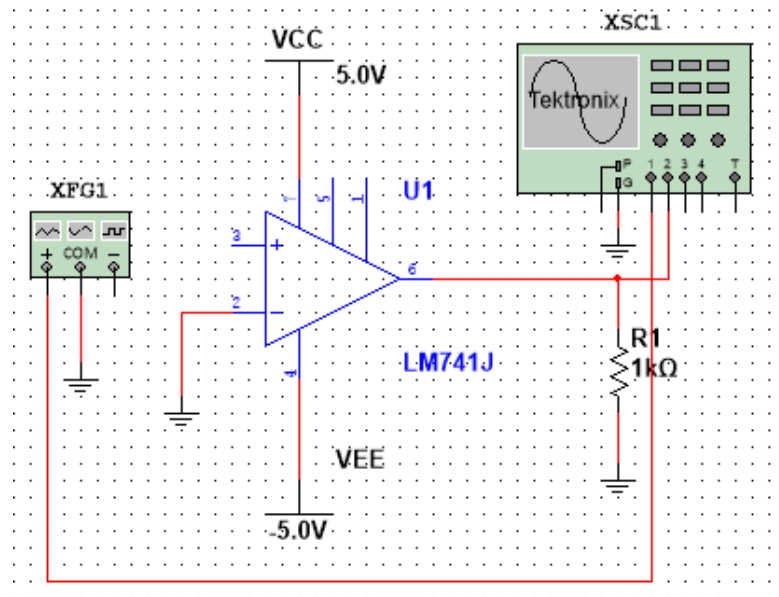 XSC1
VCC
5.0V
Tektronix
P 1 2 3 4 T
G
XFG1
U1
7 5 1
+ COM −
3
+
6
2
−
R1
1kΩ
4
LM741J
VEE
-5.0V